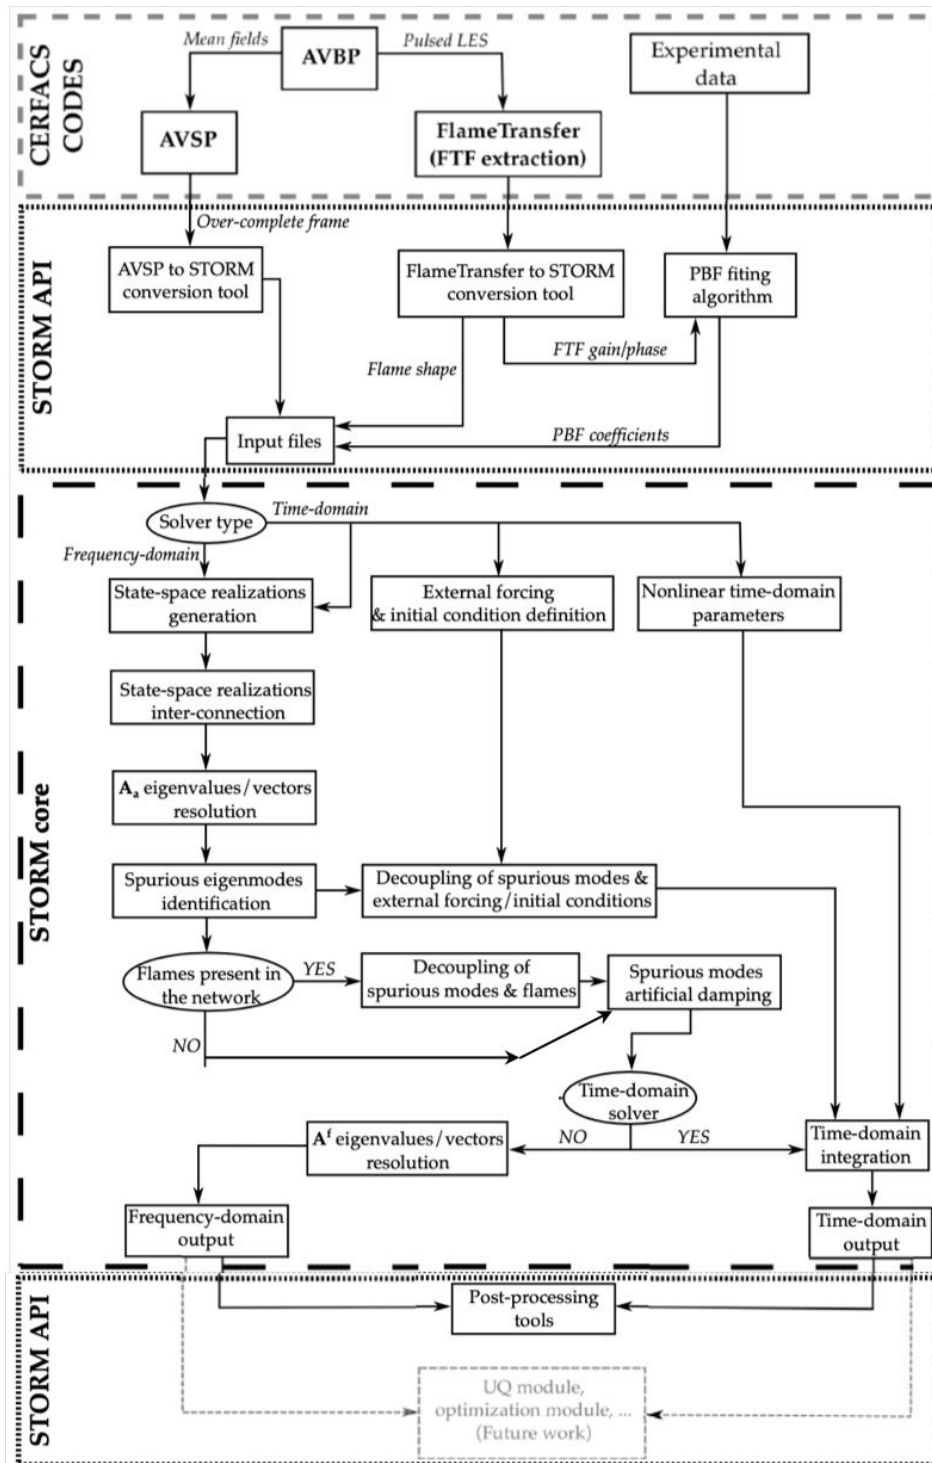 CERFACS
CODES
Mean fields
AVBP
Pulsed LES
Experimental
data
AVSP
FlameTransfer
(FTF extraction)
STORM API
Over-complete frame
AVSP to STORM
conversion tool
FlameTransfer to STORM
conversion tool
PBF fiting
algorithm
FTF gain/phase
Flame shape
PBF coefficients
Input files
STORM core
Solver type
Time-domain
Frequency-domain
State-space realizations
generation
External forcing
& initial condition definition
Nonlinear time-domain
parameters
State-space realizations
inter-connection
Aa eigenvalues/vectors
resolution
Spurious eigenmodes
identification
Decoupling of spurious modes &
external forcing/initial conditions
Flames present in
the network
YES
Decoupling of
spurious modes & flames
Spurious modes
artificial damping
NO
Time-domain
solver
NO
YES
Af eigenvalues/vectors
resolution
Time-domain
integration
Frequency-domain
output
Time-domain
output
STORM API
Post-processing
tools
UQ module,
optimization module, ...
(Future work)